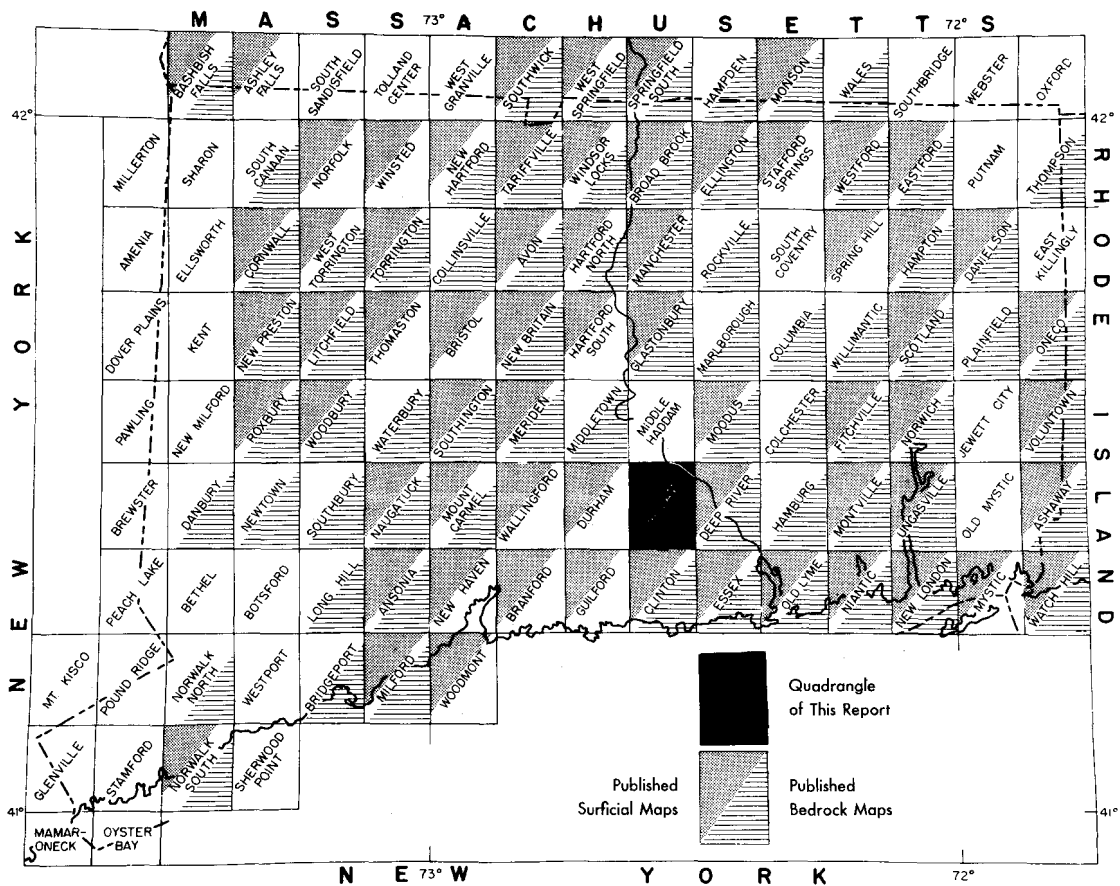 MASSACHUSETTS
73° 72°
BASHBISH FALLS
ASHLEY FALLS
SOUTH SANDISFIELD
TOLLAND CENTER
WEST GRANVILLE
SOUTHWICK
WEST SPRINGFIELD
SPRINGFIELD SOUTH
HAMPDEN
MONSON
WALES
SOUTHBRIDGE
WEBSTER
OXFORD
42° 42°
MILLERTON
SHARON
SOUTH CANAAN
NORFOLK
WINSTED
NEW HARTFORD
TARIFFVILLE
WINDSOR LOCKS
BROAD BROOK
ELLINGTON
STAFFORD SPRINGS
WESTFORD
EASTFORD
PUTNAM
THOMPSON
AMENIA
ELLSWORTH
CORNWALL
WEST TORRINGTON
TORRINGTON
COLLINSVILLE
AVON
HARTFORD NORTH
MANCHESTER
ROCKVILLE
SOUTH COVENTRY
SPRING HILL
HAMPTON
DANIELSON
EAST KILLINGLY
DOVER PLAINS
KENT
NEW PRESTON
LITCHFIELD
THOMASTON
BRISTOL
NEW BRITAIN
HARTFORD SOUTH
GLASTONBURY
MARLBOROUGH
COLUMBIA
WILLIMANTIC
SCOTLAND
PLAINFIELD
ONECO
PAWLING
NEW MILFORD
ROXBURY
WOODBURY
WATERBURY
SOUTHINGTON
MERIDEN
MIDDLETOWN
MIDDLE HADDAM
MOODUS
COLCHESTER
FITCHVILLE
NORWICH
JEWETT CITY
VOLUNTOWN
BREWSTER
DANBURY
NEWTOWN
SOUTHBURY
NAUGATUCK
MOUNT CARMEL
WALLINGFORD
DURHAM
DEEP RIVER
HAMBURG
MONTVILLE
UNCASVILLE
OLD MYSTIC
ASHAWAY
PEACH LAKE
BETHEL
BOTSFORD
LONG HILL
ANSONIA
NEW HAVEN
BRANFORD
GUILFORD
CLINTON
ESSEX
OLD LYME
NIANTIC
NEW LONDON
MYSTIC
WATCH HILL
MT. KISCO
POUND RIDGE
NORWALK NORTH
WESTPORT
BRIDGEPORT
MILFORD
WOODMONT
GLENVILLE
STAMFORD
NORWALK SOUTH
SHERWOOD POINT
41° 41°
MAMAR-
ONECK
OYSTER
BAY
NEW YORK
RHODE ISLAND
Quadrangle
of This Report
Published
Surficial Maps
Published
Bedrock Maps
73° 72°
NEW YORK